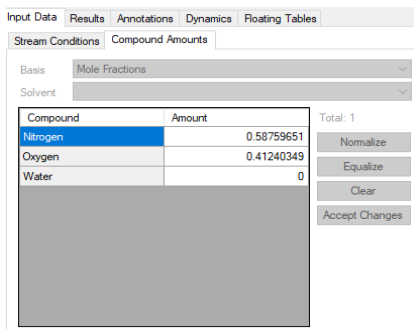 Input Data Results Annotations Dynamics Floating Tables
Stream Conditions Compound Amounts
Basis Mole Fractions
Solvent
Compound Amount Total: 1
Nitrogen 0.58759651 Normalize
Oxygen 0.41240349 Equalize
Water 0 Clear
Accept Changes